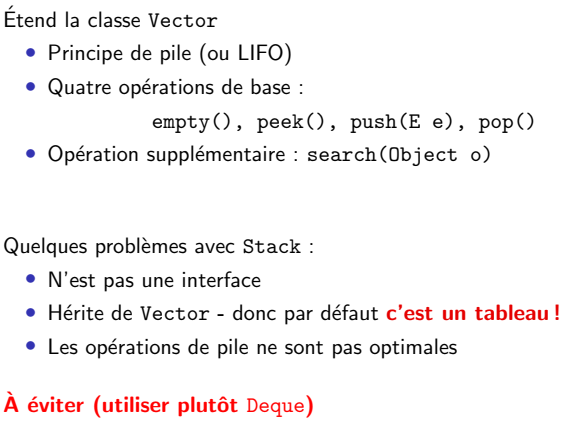 Étend la classe Vector
• Principe de pile (ou LIFO)
• Quatre opérations de base :
empty(), peek(), push(E e), pop()
• Opération supplémentaire : search(Object o)
Quelques problèmes avec Stack :
• N'est pas une interface
• Hérite de Vector - donc par défaut c'est un tableau !
• Les opérations de pile ne sont pas optimales
À éviter (utiliser plutôt Deque)